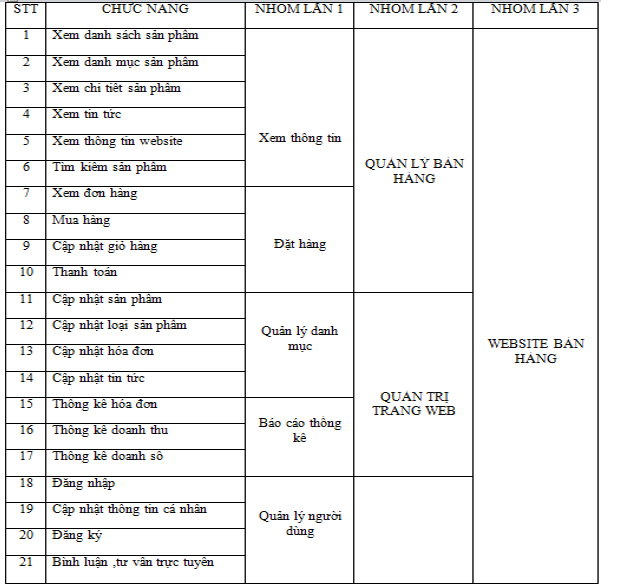 STT CHỨC NĂNG NHÓM LẦN 1 NHÓM LẦN 2 NHÓM LẦN 3
1 Xem danh sách sản phẩm
2 Xem danh mục sản phẩm
3 Xem chi tiết sản phẩm
4 Xem tin tức
5 Xem thông tin website
Xem thông tin
6 Tìm kiếm sản phẩm
QUẢN LÝ BÁN
HÀNG
7 Xem đơn hàng
8 Mua hàng
9 Cập nhật giỏ hàng
Đặt hàng
10 Thanh toán
11 Cập nhật sản phẩm
12 Cập nhật loại sản phẩm
Quản lý danh
mục
13 Cập nhật hóa đơn
WEBSITE BÁN
HÀNG
14 Cập nhật tin tức
QUẢN TRỊ
TRANG WEB
15 Thống kê hóa đơn
16 Thống kê doanh thu
Báo cáo thống
kê
17 Thống kê doanh số
18 Đăng nhập
19 Cập nhật thông tin cá nhân
Quản lý người
dùng
20 Đăng ký
21 Bình luận ,tư vấn trực tuyến